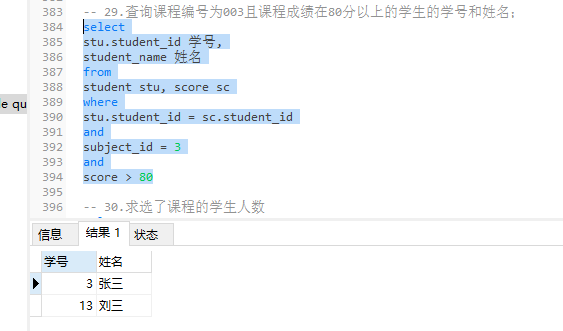 383 -- 29.查询课程编号为003且课程成绩在80分以上的学生的学号和姓名;
384 select
385 stu.student_id 学号,
386 student_name 姓名
387 from
388 student stu, score sc
389 where
390 stu.student_id = sc.student_id
391 and
392 subject_id = 3
393 and
394 score > 80
395
396 -- 30.求选了课程的学生人数
信息 结果 1 状态
学号 姓名
3 张三
13 刘三